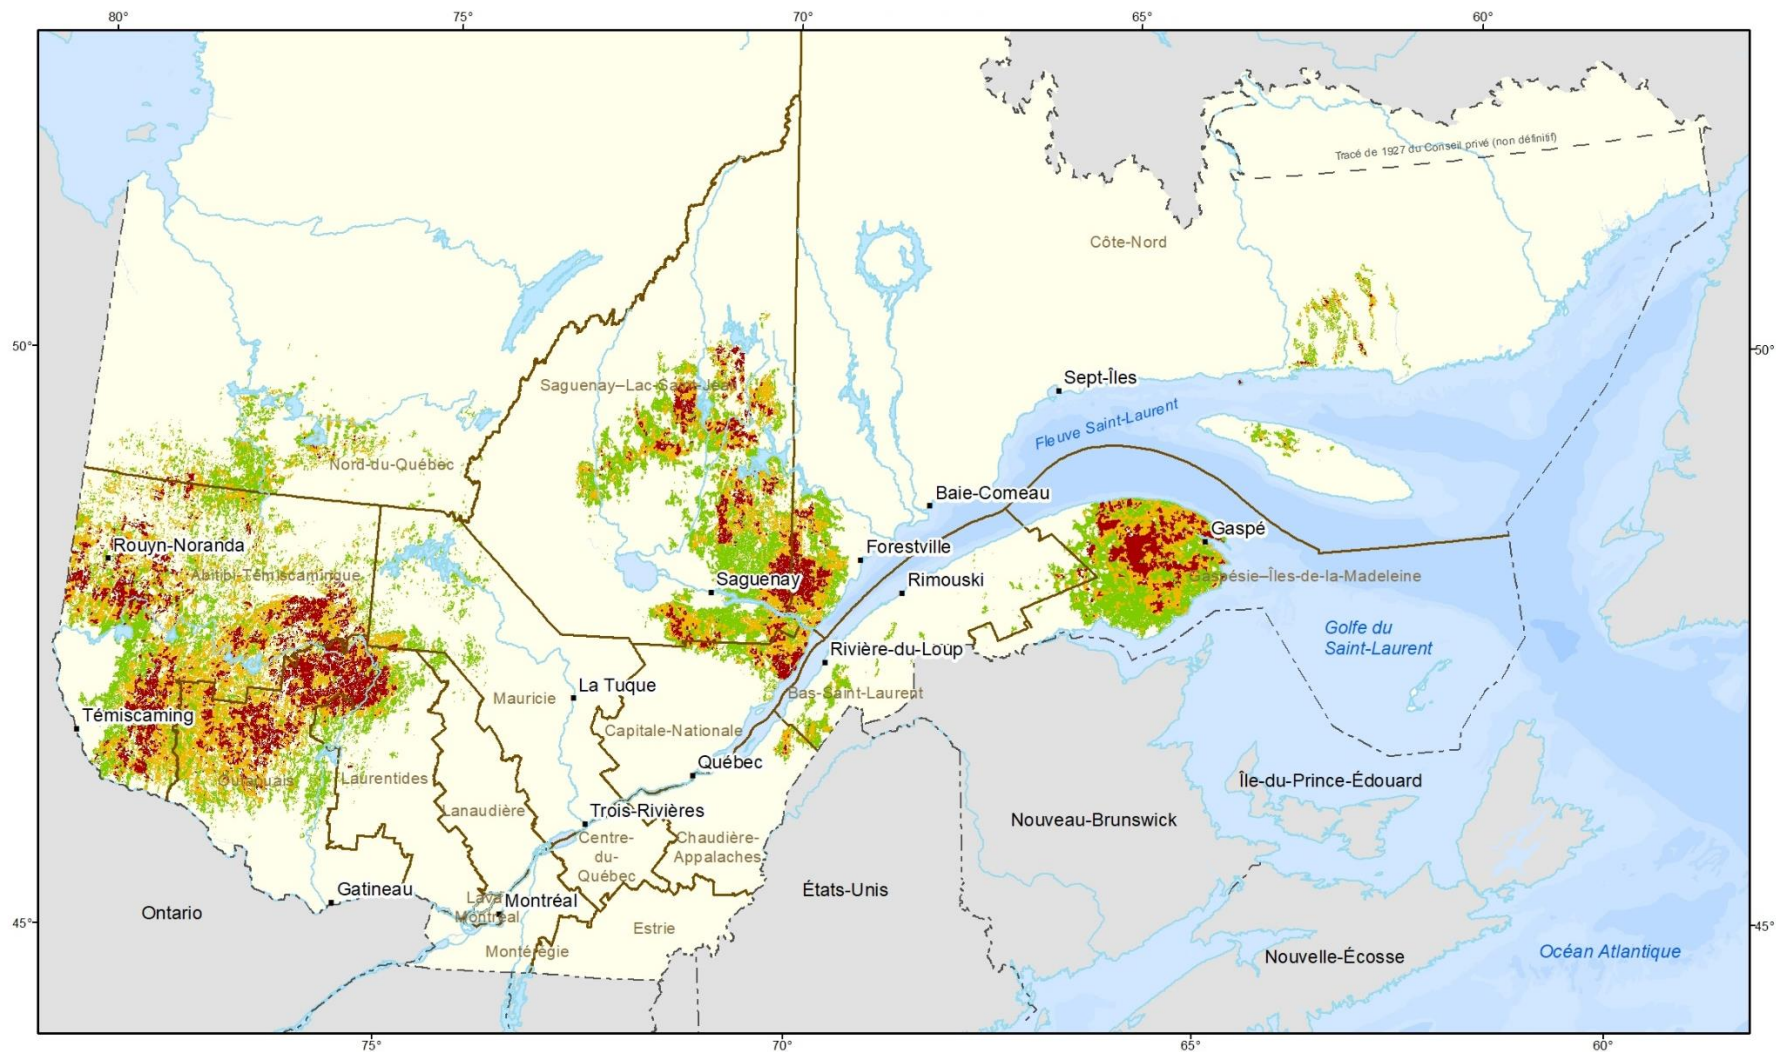 80°
75°
70°
65°
60°
Tracé de 1927 du Conseil privé (non définitif)
Côte-Nord
50°
50°
Sept-Îles
Saguenay–Lac-Saint-Jean
Fleuve Saint-Laurent
Nord-du-Québec
Baie-Comeau
Gaspé
Rouyn-Noranda
Forestville
Abitibi-Témiscamingue
Saguenay
Rimouski
Gaspésie–Îles-de-la-Madeleine
Golfe du
Saint-Laurent
Rivière-du-Loup
La Tuque
Mauricie
Bas-Saint-Laurent
Témiscaming
Capitale-Nationale
Québec
Outaouais
Laurentides
Île-du-Prince-Édouard
Lanaudière
Trois-Rivières
Nouveau-Brunswick
Centre-
du-
Québec
Chaudière-
Appalaches
Gatineau
États-Unis
Laval
Montréal
Montréal
Ontario
45°
45°
Estrie
Montérégie
Nouvelle-Écosse
Océan Atlantique
75°
70°
65°
60°